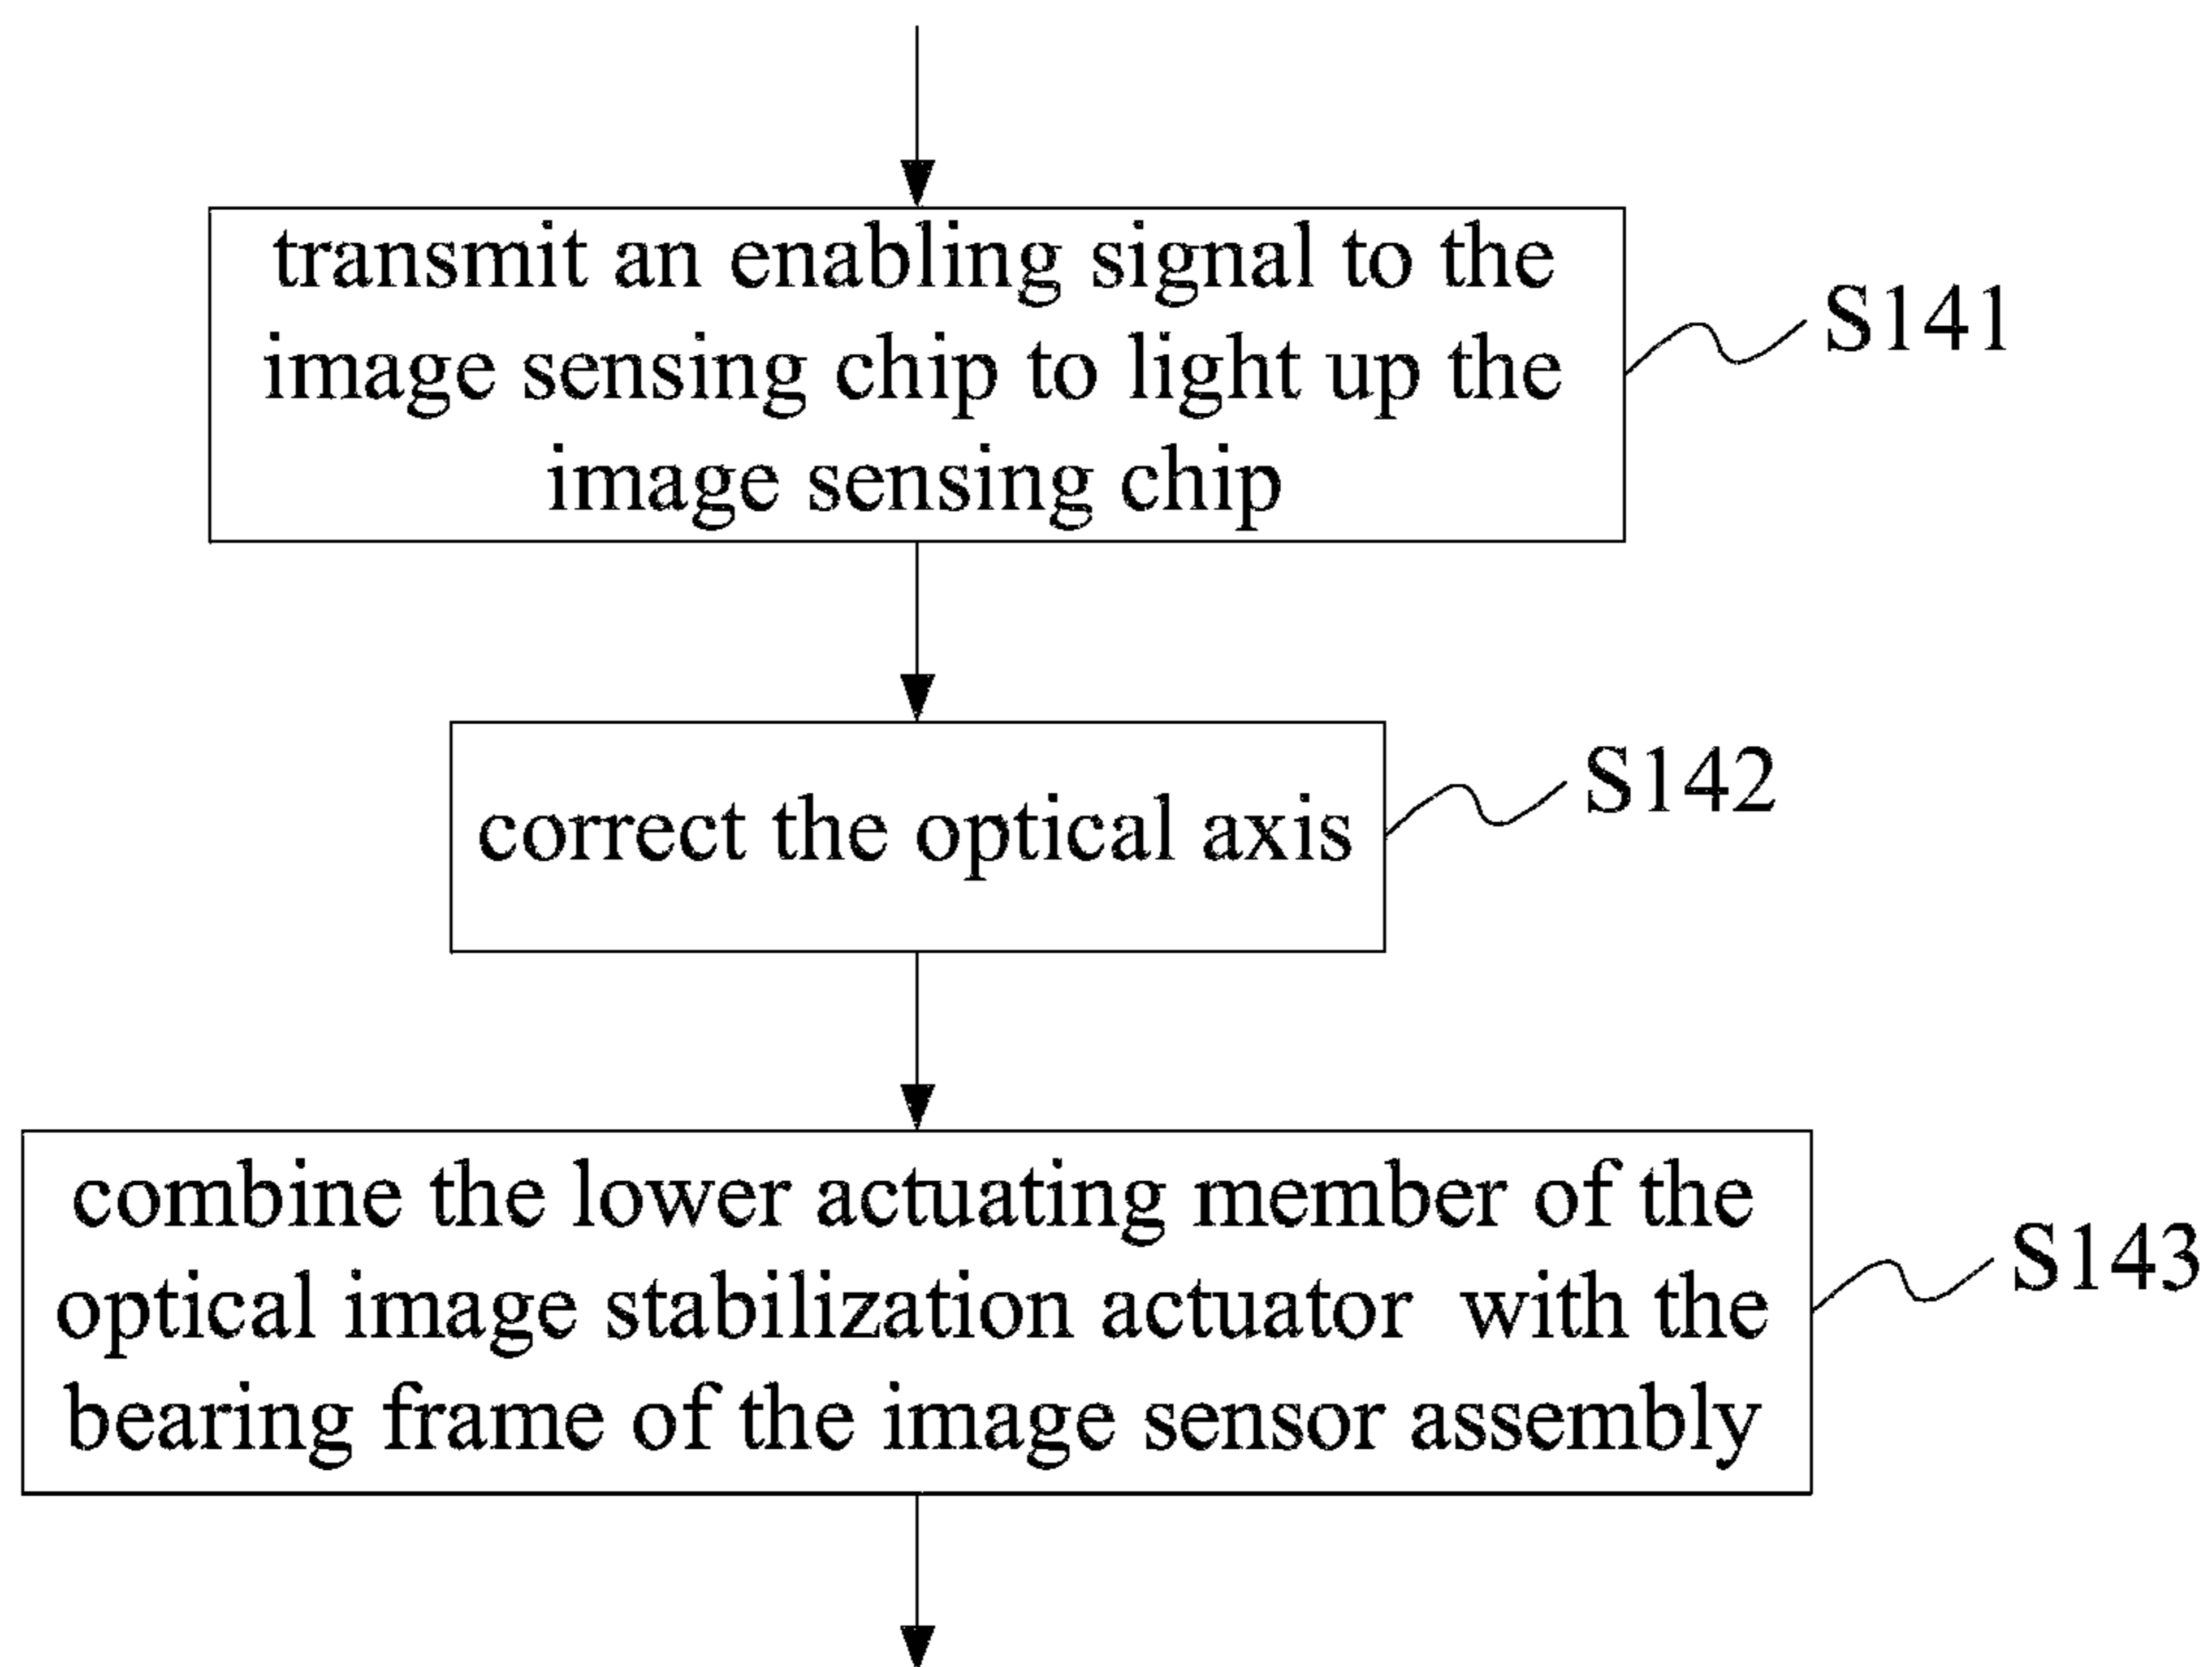 transmit an enabling signal to the
image sensing chip to light up the
image sensing chip
S141
correct the optical axis
S142
combine the lower actuating member of the
optical image stabilization actuator with the
bearing frame of the image sensor assembly
S143